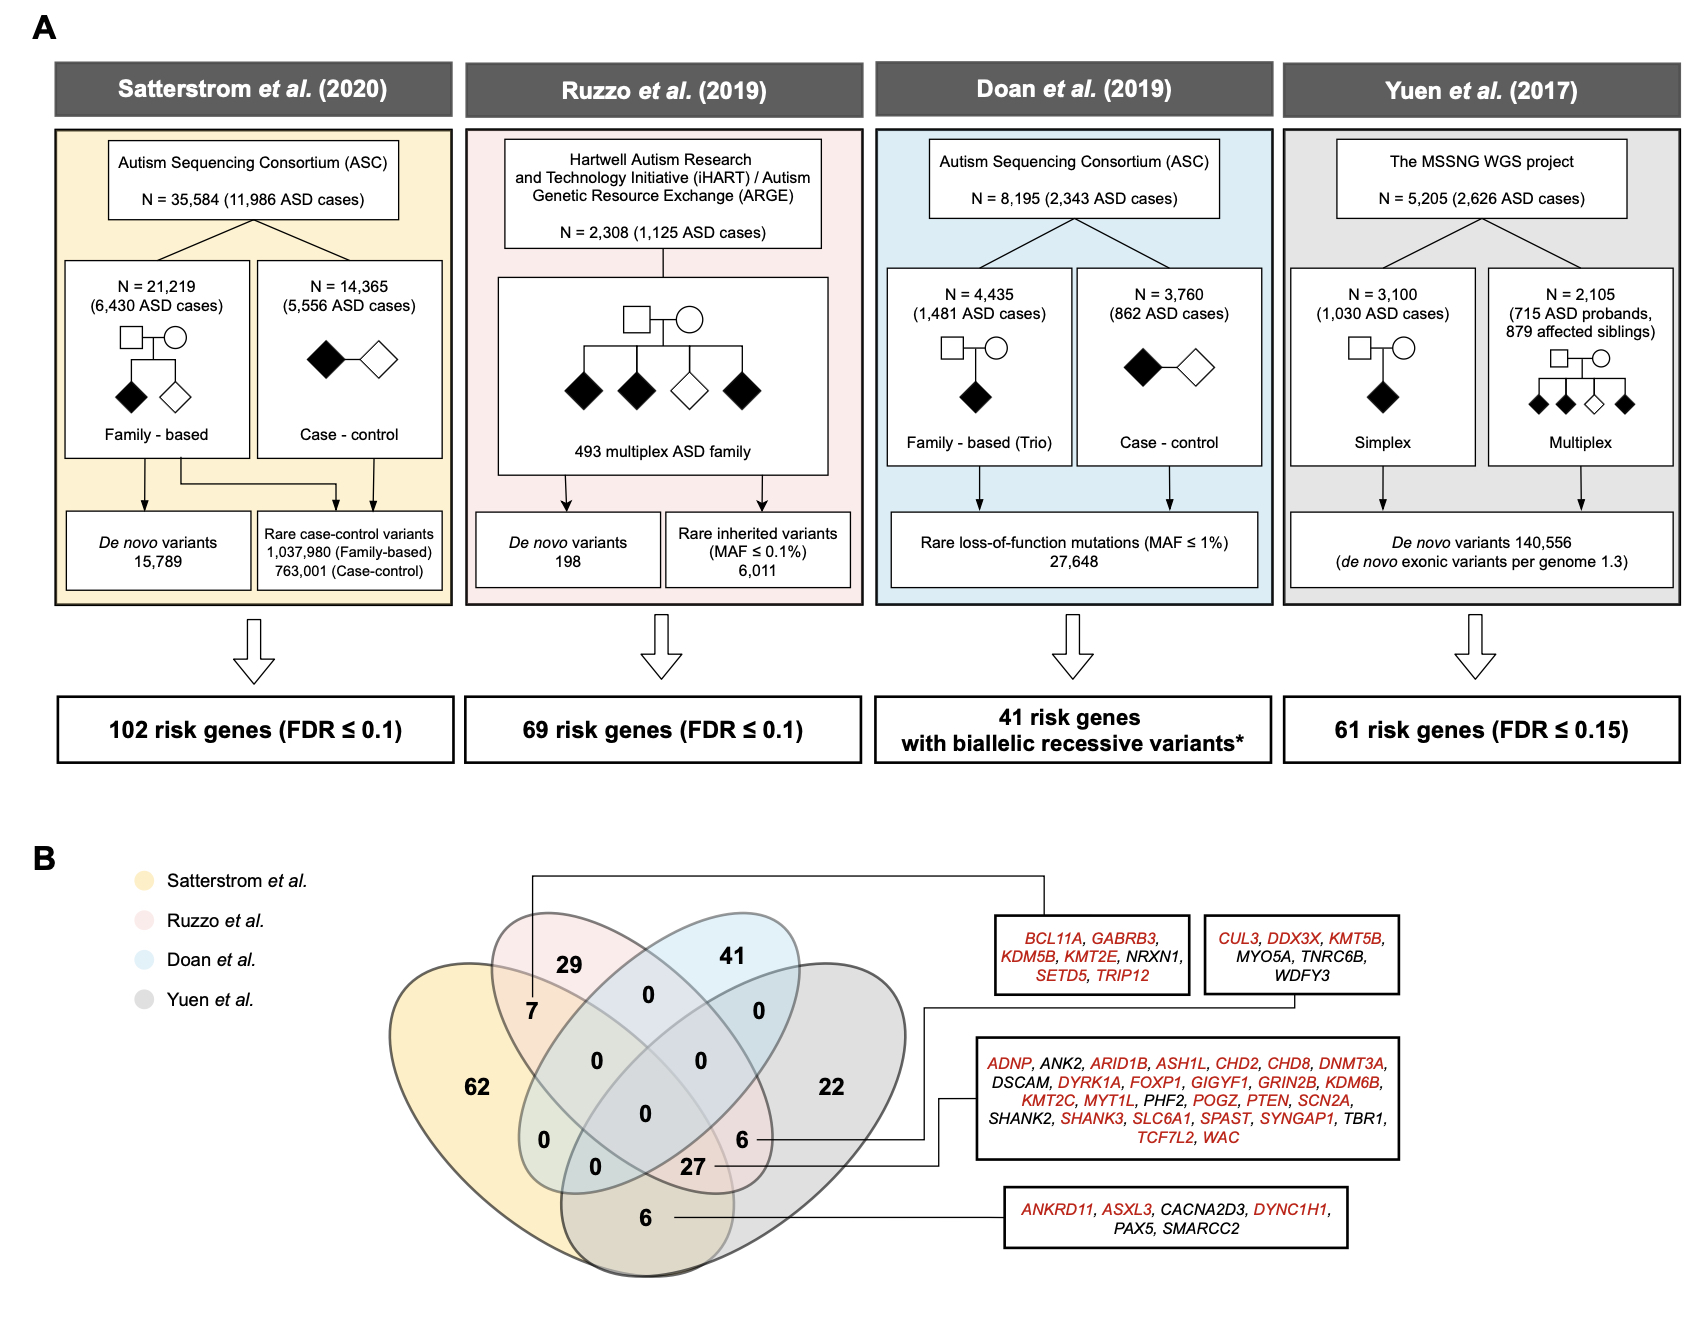 A
Satterstrom et al. (2020)
Autism Sequencing Consortium (ASC)
N = 35,584 (11,986 ASD cases)
N = 21,219
(6,430 ASD cases)
Family - based
N = 14,365
(5,556 ASD cases)
Case - control
De novo variants
15,789
Rare case-control variants
1,037,980 (Family-based)
763,001 (Case-control)
102 risk genes (FDR ≤ 0.1)
Ruzzo et al. (2019)
Hartwell Autism Research
and Technology Initiative (iHART) / Autism
Genetic Resource Exchange (ARGE)
N = 2,308 (1,125 ASD cases)
493 multiplex ASD family
De novo variants
198
Rare inherited variants
(MAF ≤ 0.1%)
6,011
69 risk genes (FDR ≤ 0.1)
Doan et al. (2019)
Autism Sequencing Consortium (ASC)
N = 8,195 (2,343 ASD cases)
N = 4,435
(1,481 ASD cases)
Family - based (Trio)
N = 3,760
(862 ASD cases)
Case - control
Rare loss-of-function mutations (MAF ≤ 1%)
27,648
41 risk genes
with biallelic recessive variants*
Yuen et al. (2017)
The MSSNG WGS project
N = 5,205 (2,626 ASD cases)
N = 3,100
(1,030 ASD cases)
Simplex
N = 2,105
(715 ASD probands,
879 affected siblings)
Multiplex
De novo variants 140,556
(de novo exonic variants per genome 1.3)
61 risk genes (FDR ≤ 0.15)
B
Satterstrom et al.
Ruzzo et al.
Doan et al.
Yuen et al.
29
41
7
0
0
62
0
0
22
0
0
6
0
27
6
BCL11A, GABRB3,
KDM5B, KMT2E, NRXN1,
SETD5, TRIP12
CUL3, DDX3X, KMT5B,
MYO5A, TNRC6B,
WDFY3
ADNP, ANK2, ARID1B, ASH1L, CHD2, CHD8, DNMT3A,
DSCAM, DYRK1A, FOXP1, GIGYF1, GRIN2B, KDM6B,
KMT2C, MYT1L, PHF2, POGZ, PTEN, SCN2A,
SHANK2, SHANK3, SLC6A1, SPAST, SYNGAP1, TBR1,
TCF7L2, WAC
ANKRD11, ASXL3, CACNA2D3, DYNC1H1,
PAX5, SMARCC2